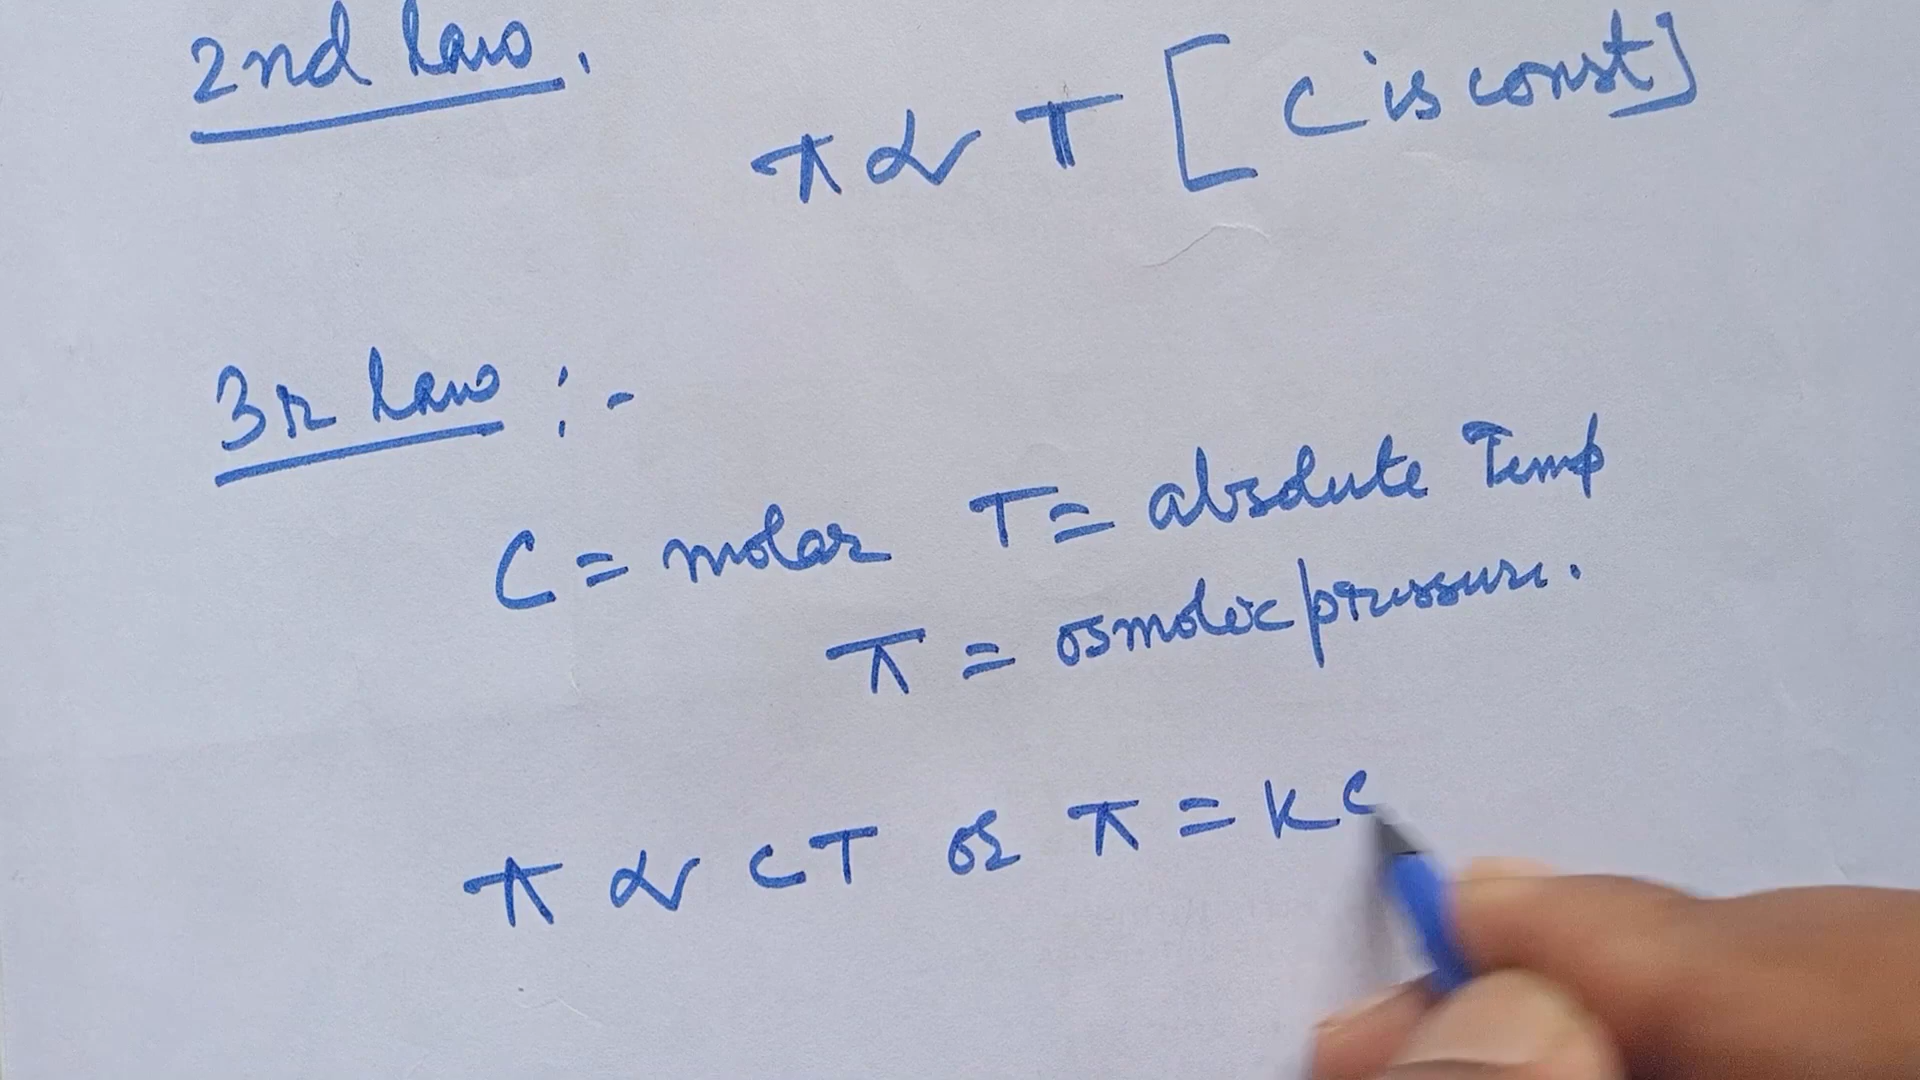 2nd law.
π ∝ T [C is const]
3r law :-
C = molar T = absolute Temp
π = osmotic pressure.
π ∝ CT or π = KC